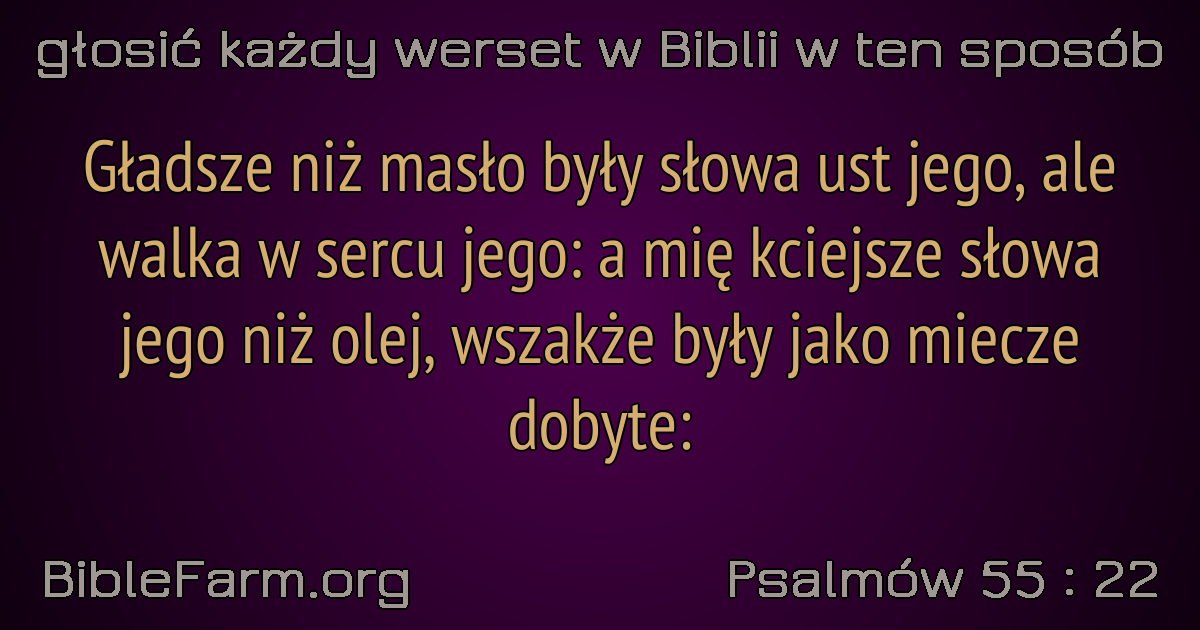 głosić każdy werset w Biblii w ten sposób
Gładsze niż masło były słowa ust jego, ale
walka w sercu jego: a mię kciejsze słowa
jego niż olej, wszakże były jako miecze
dobyte:
BibleFarm.org
Psalmów 55 : 22